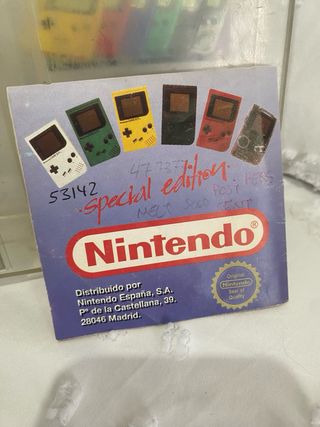 53142
special edition.
Nintendo®
Distribuido por
Nintendo España, S.A.
Pº de la Castellana, 39.
28046 Madrid.
Original
Nintendo
Seal of
Quality